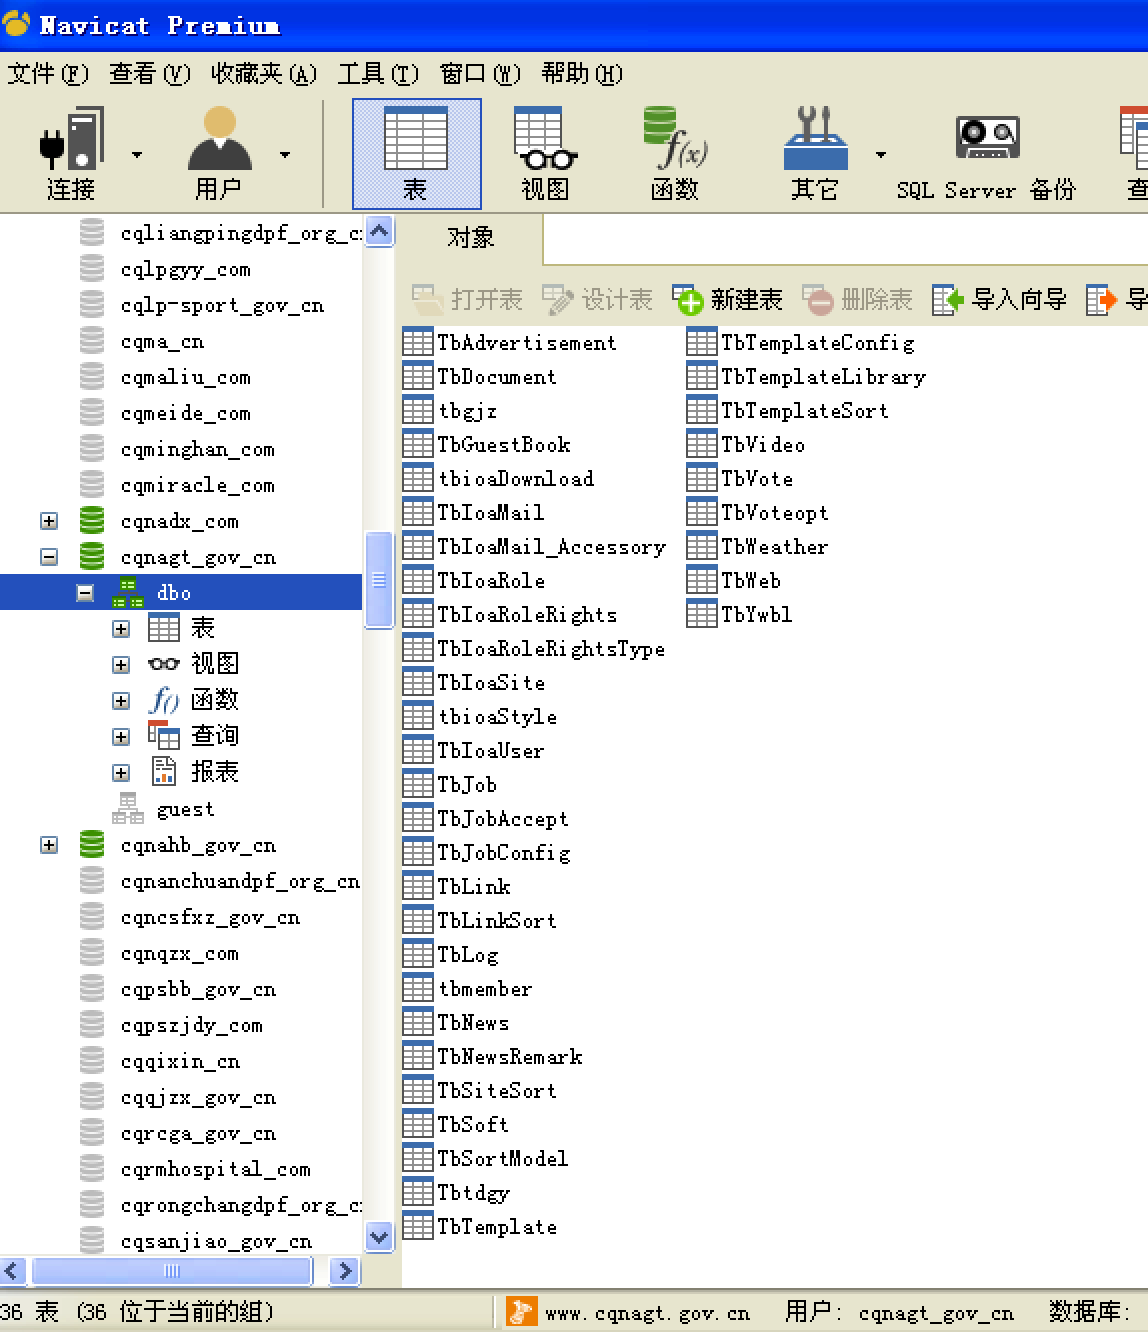 Navicat Premium
文件(F) 查看(V) 收藏夹(A) 工具(T) 窗口(W) 帮助(H)
连接 用户 表 视图 函数 其它 SQL Server 备份
cqliangpingdpf_org_c
cqlpgyy_com
cqlp-sport_gov_cn
cqma_cn
cqmaliu_com
cqmeide_com
cqminghan_com
cqmiracle_com
cqnadx_com
cqnagt_gov_cn
dbo
表
视图
函数
查询
报表
guest
cqnahb_gov_cn
cqnanchuandpf_org_cn
cqncsfxz_gov_cn
cqnqzx_com
cqpsbb_gov_cn
cqpszjdy_com
cqqixin_cn
cqqjzx_gov_cn
cqrcga_gov_cn
cqrmhospital_com
cqrongchangdpf_org_c
cqsanjiao_gov_cn
对象
打开表 设计表 新建表 删除表 导入向导 导
TbAdvertisement
TbDocument
tbgjz
TbGuestBook
tbioaDownload
TbIoaMail
TbIoaMail_Accessory
TbIoaRole
TbIoaRoleRights
TbIoaRoleRightsType
TbIoaSite
tbioaStyle
TbIoaUser
TbJob
TbJobAccept
TbJobConfig
TbLink
TbLinkSort
TbLog
tbmember
TbNews
TbNewsRemark
TbSiteSort
TbSoft
TbSortModel
Tbtdgy
TbTemplate
TbTemplateConfig
TbTemplateLibrary
TbTemplateSort
TbVideo
TbVote
TbVoteopt
TbWeather
TbWeb
TbYwbl
36 表 (36 位于当前的组) www.cqnagt.gov.cn 用户: cqnagt_gov_cn 数据库: